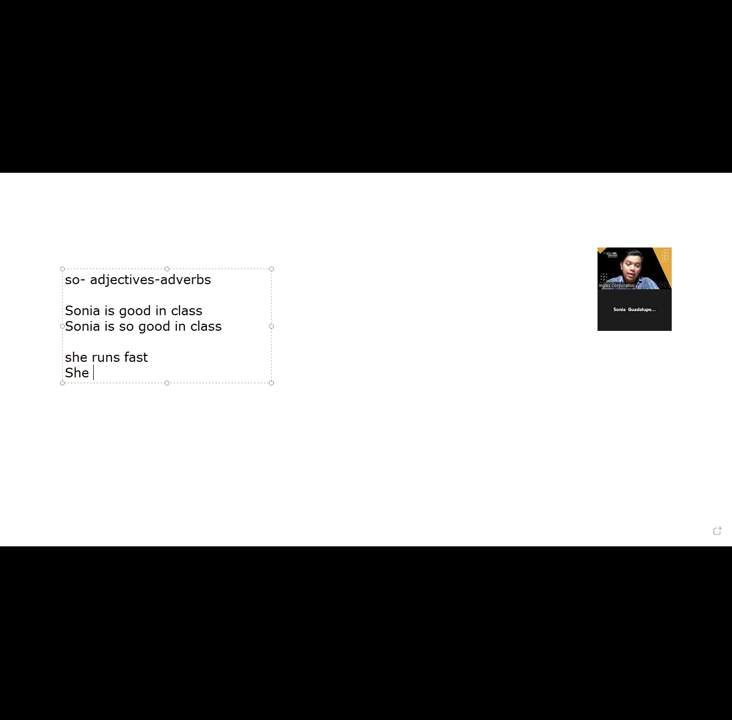 so- adjectives-adverbs
Sonia is good in class
Sonia is so good in class
she runs fast
She
Corporativo
Sonia Guadalupe...